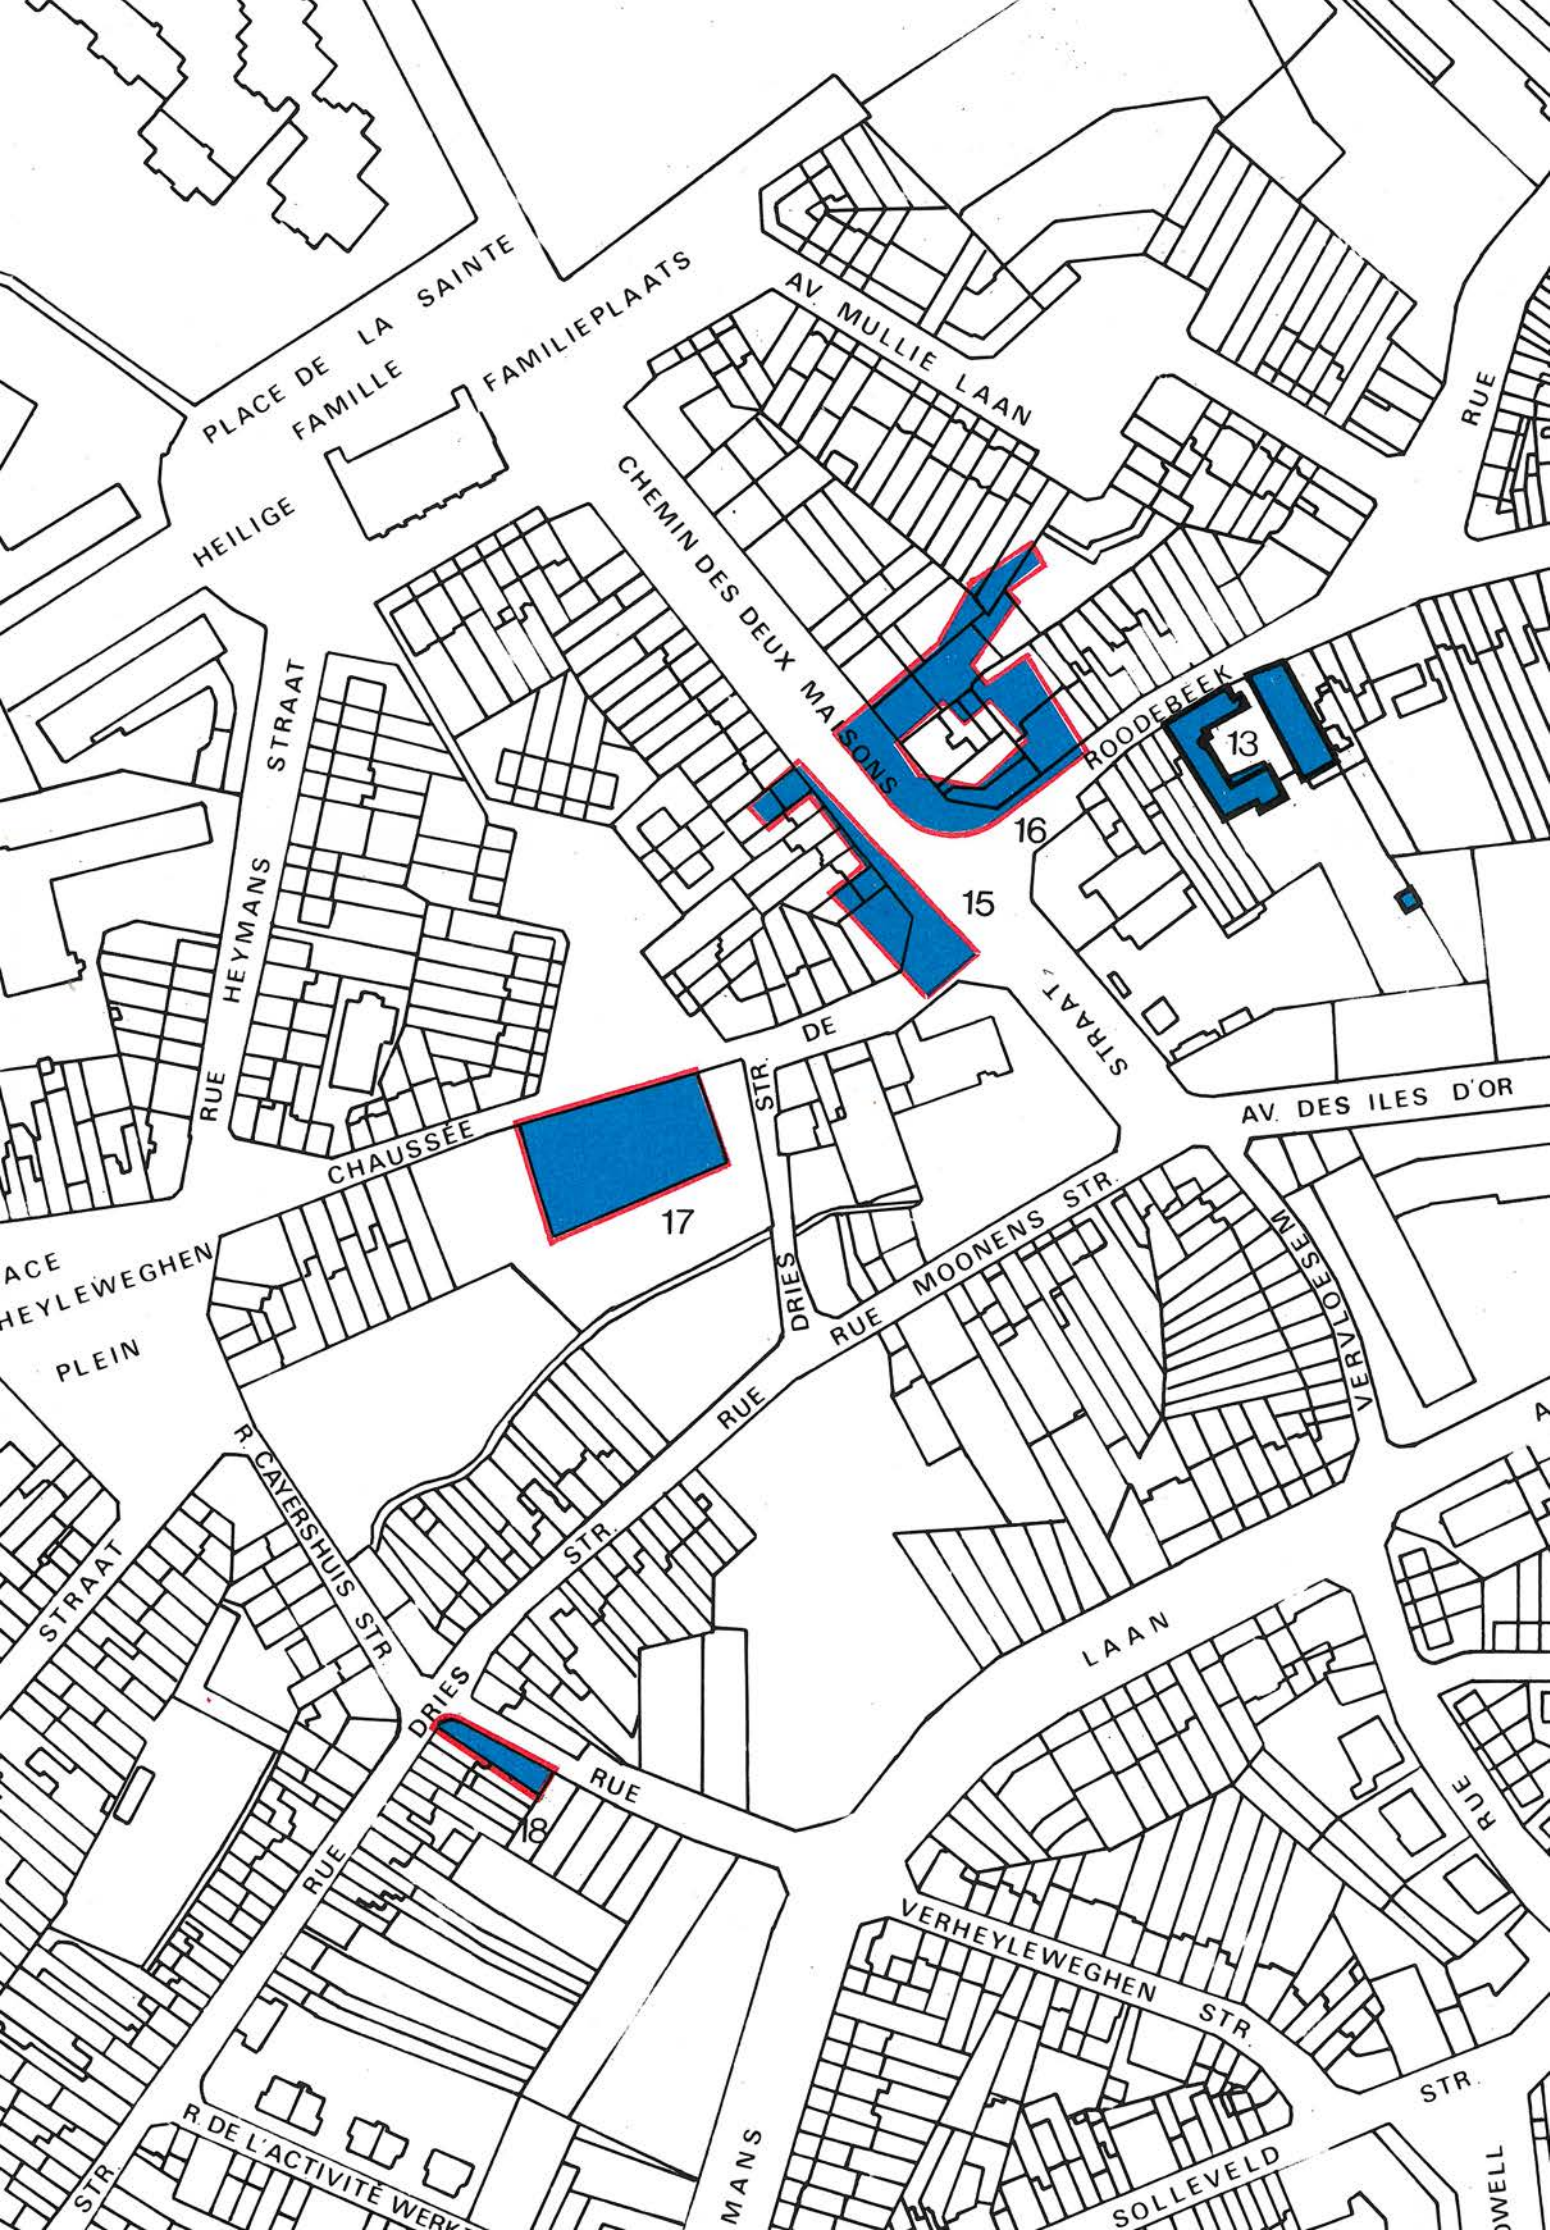 PLACE DE LA SAINTE
FAMILLE
HEILIGE FAMILIEPLAATS
AV. MULLIE LAAN
RUE
CHEMIN DES DEUX MAISONS
STRAAT
HEYMANS
RUE
ROODEBEEK
13
16
15
STRAAT
STRAAT
DE
STR.
AV. DES ILES D'OR
CHAUSSÉE
17
DRIES
RUE MOONENS STR.
VERVLOESEM
ACE
HEYLEWEGHEN
PLEIN
RUE
R. CAYERSHUIS STR.
STR.
STRAAT
LAAN
DRIES
RUE
18
RUE
RUE
VERHEYLEWEGHEN STR.
STR.
R. DE L'ACTIVITÉ WERK
STR.
MANS
SOLLEVELD
OWELL